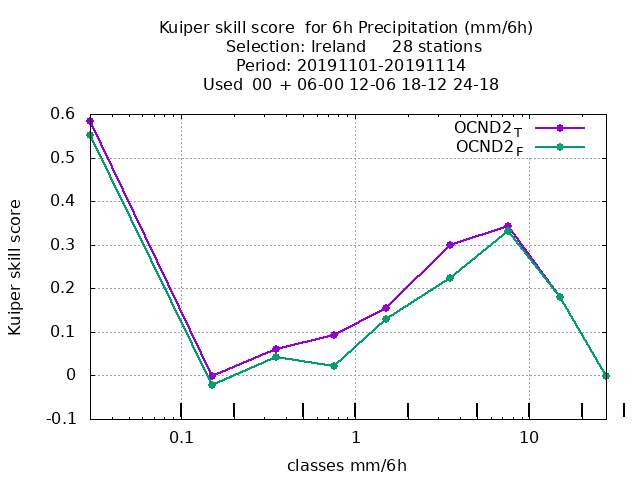 Kuiper skill score  for 6h Precipitation (mm/6h)
Selection: Ireland     28 stations
Period: 20191101-20191114
Used  00  + 06-00 12-06 18-12 24-18
OCND2T
OCND2F
0.6
0.5
0.4
0.3
0.2
0.1
0
-0.1
Kuiper skill score
0.1 1 10
classes mm/6h